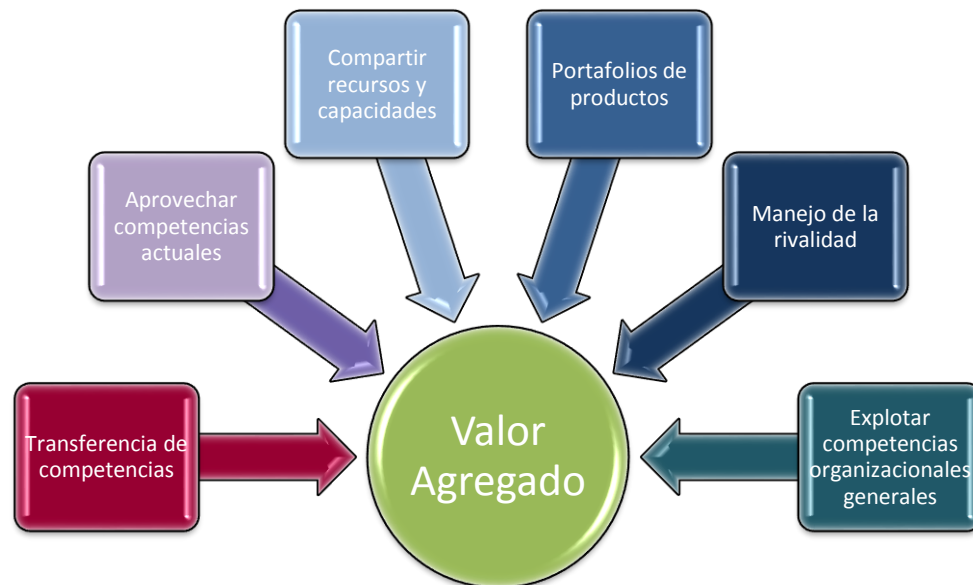 Compartir
recursos y
capacidades
Portafolios de
productos
Aprovechar
competencias
actuales
Manejo de la
rivalidad
Transferencia de
competencias
Valor
Agregado
Explotar
competencias
organizacionales
generales